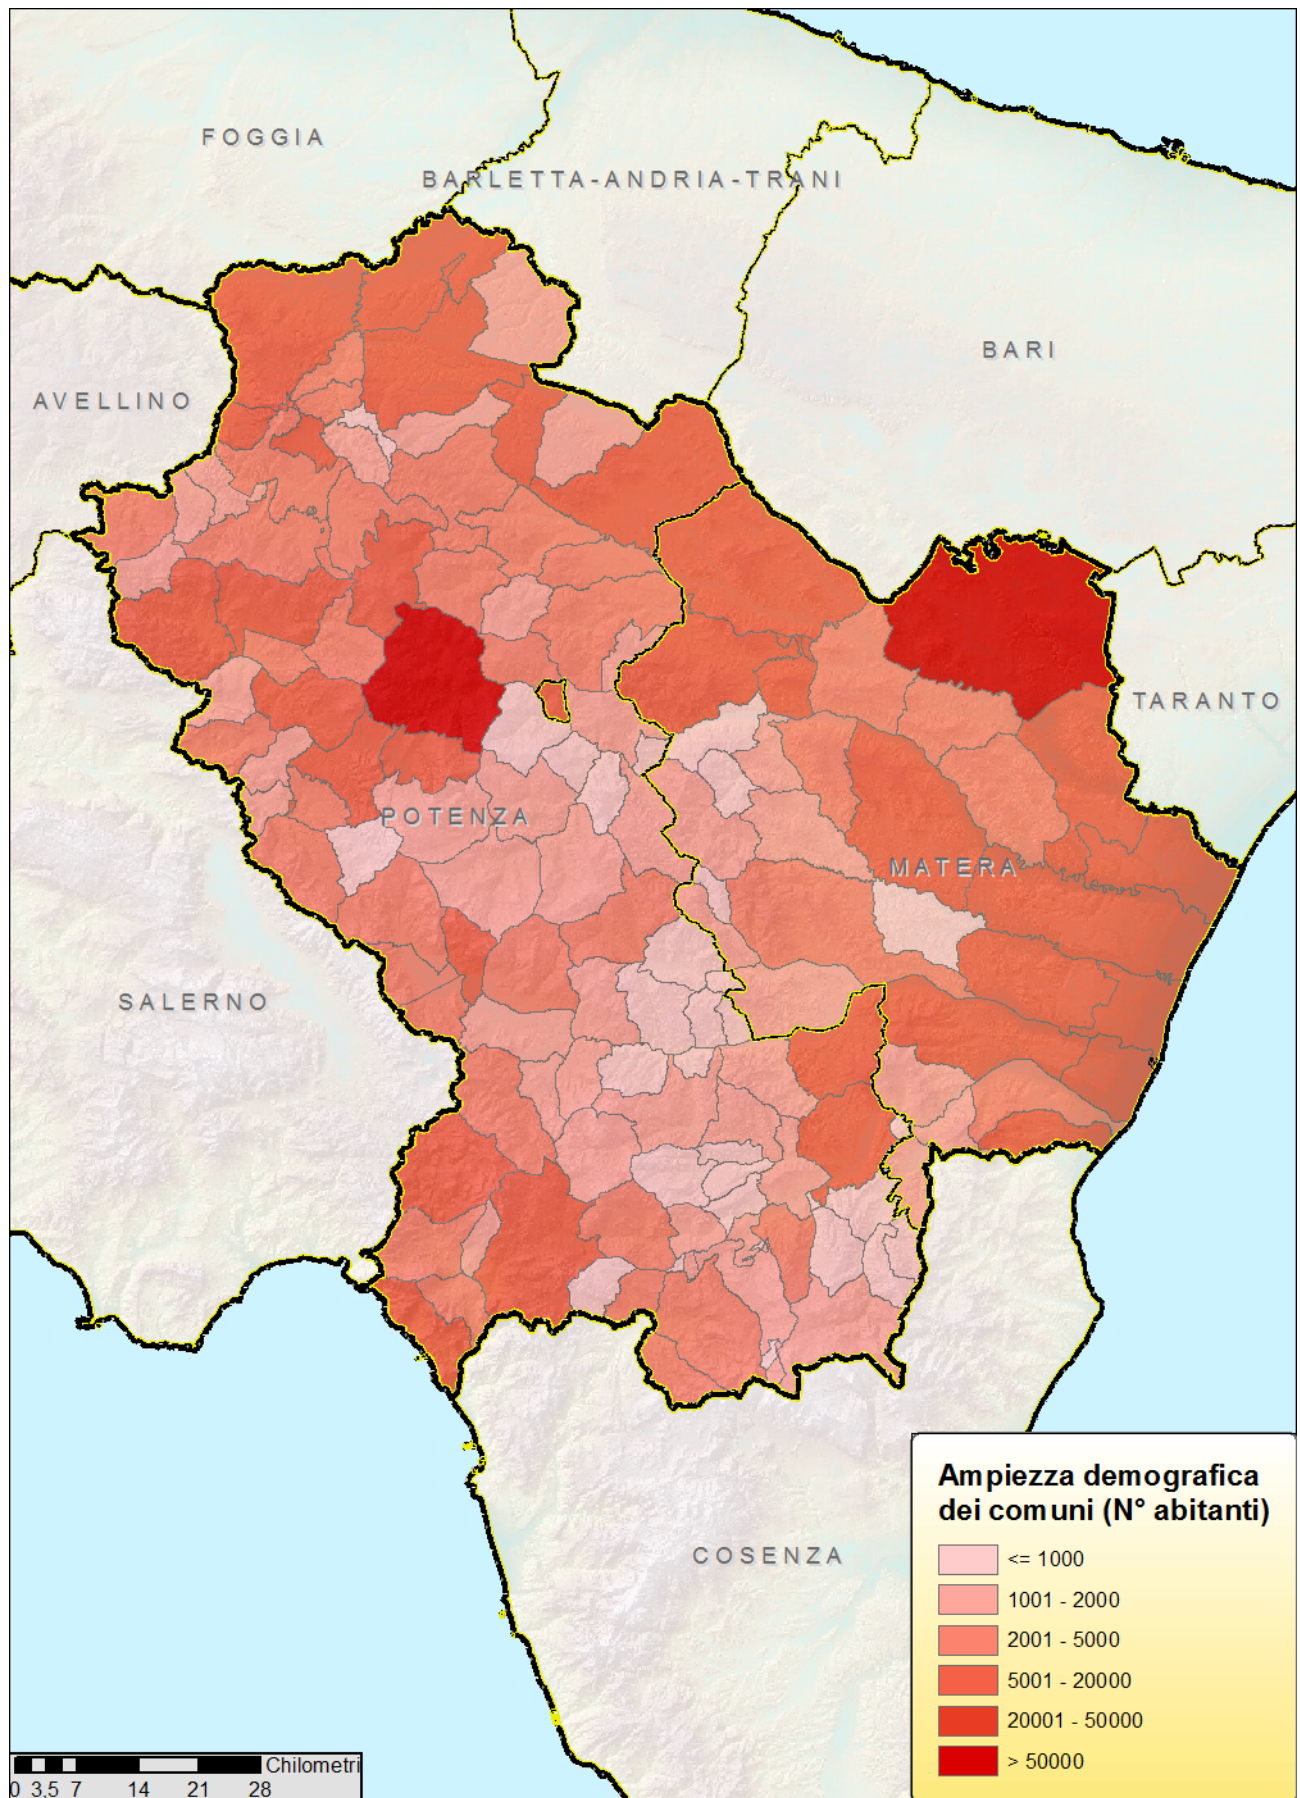 FOGGIA
BARLETTA-ANDRIA-TRANI
BARI
AVELLINO
TARANTO
POTENZA
MATERA
SALERNO
COSENZA
Ampiezza demografica
dei comuni (N° abitanti)
<= 1000
1001 - 2000
2001 - 5000
5001 - 20000
20001 - 50000
> 50000
Chilometri
0 3,5 7 14 21 28